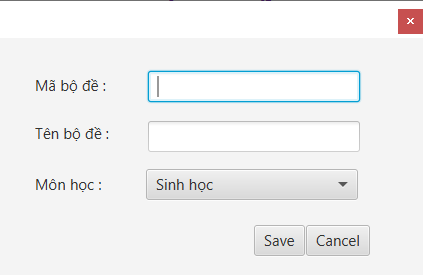 Mã bộ đề :
Tên bộ đề :
Môn học : Sinh học
Save Cancel